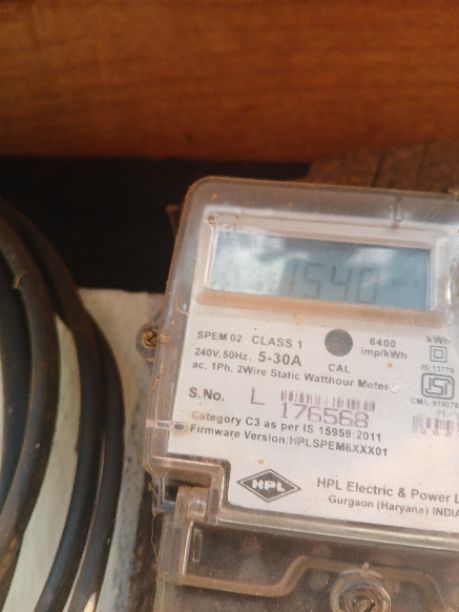 1540
SPEM 02 CLASS 1
6400 imp/kWh
kWh
240V, 50Hz. 5-30A
CAL
IS:13779
ac, 1Ph, 2Wire Static Watthour Meter
S.No. L 176568
Category C3 as per IS 15959:2011
Firmware Version:HPLSPEM6XXX01
HPL
HPL Electric & Power L
Gurgaon (Haryana) INDIA